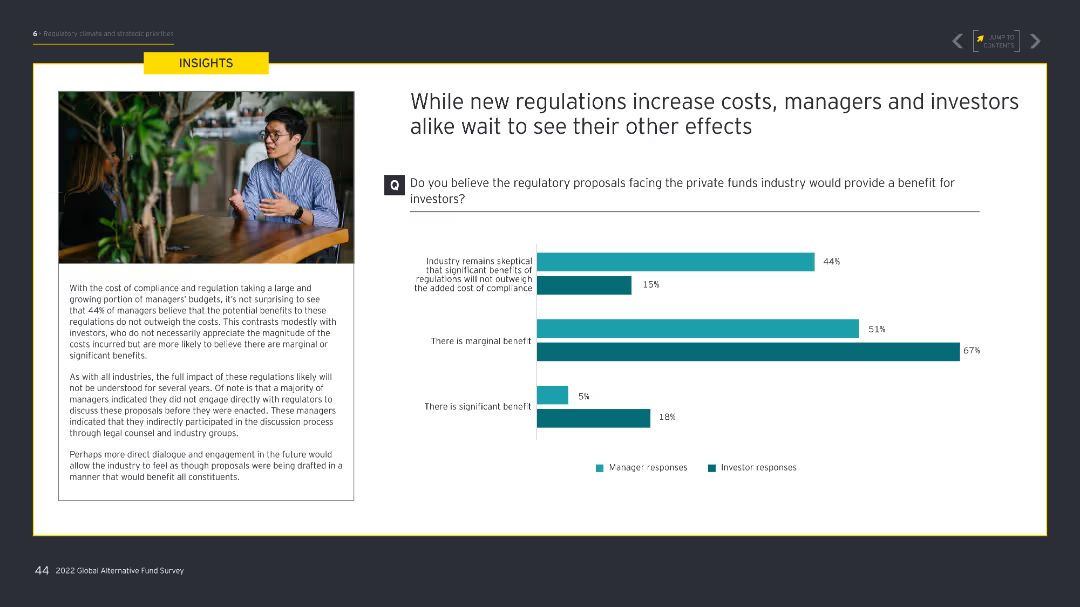 6 • Regulatory climate and strategic priorities
JUMP TO
CONTENTS
INSIGHTS
While new regulations increase costs, managers and investors
alike wait to see their other effects
Q
Do you believe the regulatory proposals facing the private funds industry would provide a benefit for
investors?
With the cost of compliance and regulation taking a large and
growing portion of managers' budgets, it's not surprising to see
that 44% of managers believe that the potential benefits to these
regulations do not outweigh the costs. This contrasts modestly with
investors, who do not necessarily appreciate the magnitude of the
costs incurred but are more likely to believe there are marginal or
significant benefits.
As with all industries, the full impact of these regulations likely will
not be understood for several years. Of note is that a majority of
managers indicated they did not engage directly with regulators to
discuss these proposals before they were enacted. These managers
indicated that they indirectly participated in the discussion process
through legal counsel and industry groups.
Perhaps more direct dialogue and engagement in the future would
allow the industry to feel as though proposals were being drafted in a
manner that would benefit all constituents.
Industry remains skeptical
that significant benefits of
regulations will not outweigh
the added cost of compliance
44%
15%
There is marginal benefit
51%
67%
There is significant benefit
5%
18%
Manager responses
Investor responses
44 2022 Global Alternative Fund Survey